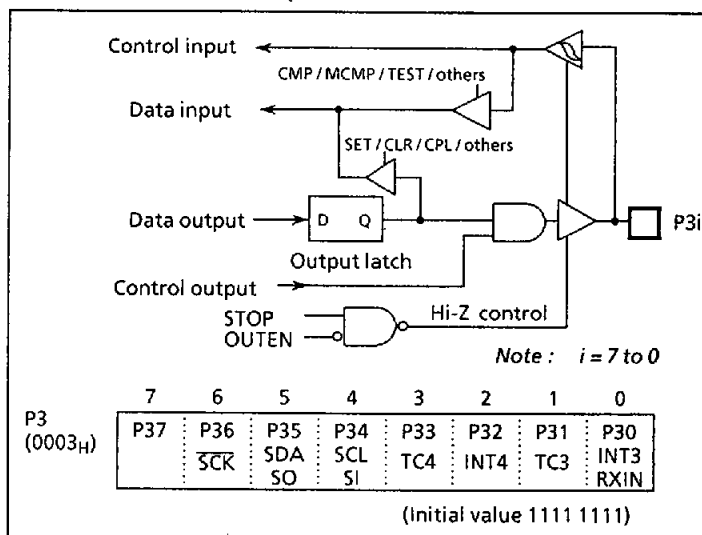 Control input
CMP / MCMP / TEST / others
Data input
SET / CLR / CPL / others
Data output
D Q
P3i
Output latch
Control output
STOP
OUTEN
Hi-Z control
Note : i = 7 to 0
7 6 5 4 3 2 1 0
P3
(0003H)
P37 P36 P35 P34 P33 P32 P31 P30
SCK SDA SCL TC4 INT4 TC3 INT3
SO SI RXIN
(Initial value 1111 1111)